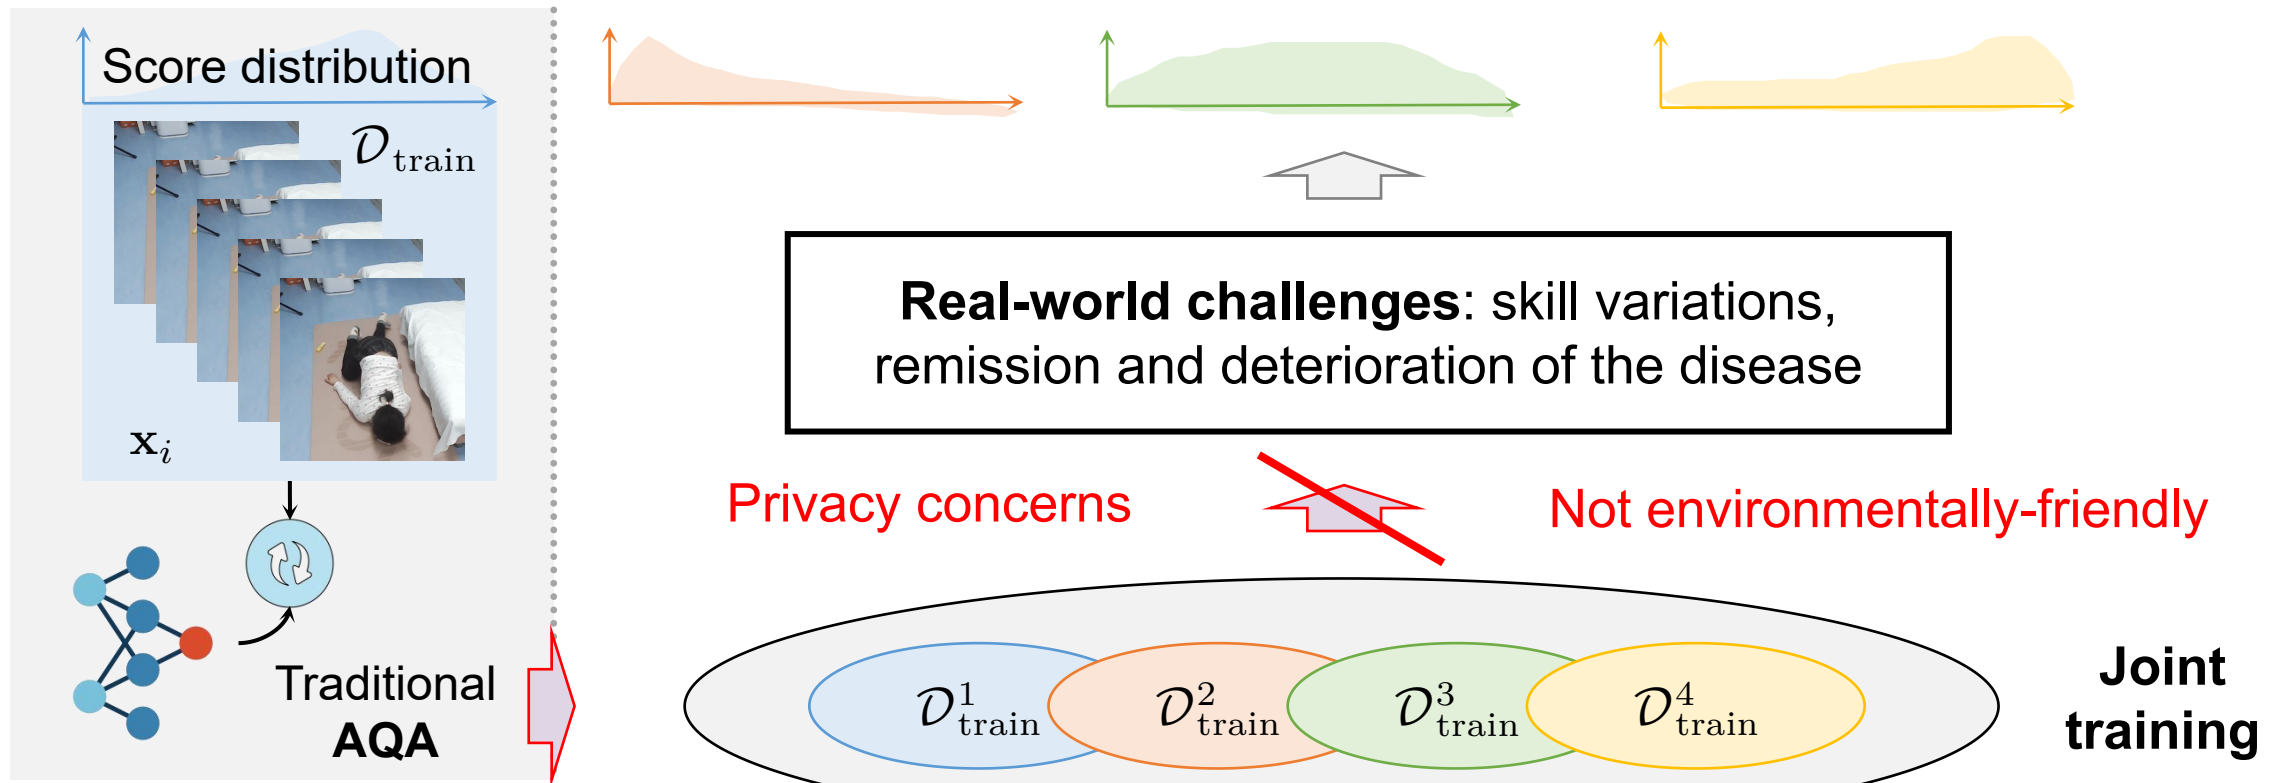 Score distribution
𝒟train
xi
Traditional
AQA
Real-world challenges: skill variations,
remission and deterioration of the disease
Privacy concerns
Not environmentally-friendly
𝒟¹train
𝒟²train
𝒟³train
𝒟⁴train
Joint
training